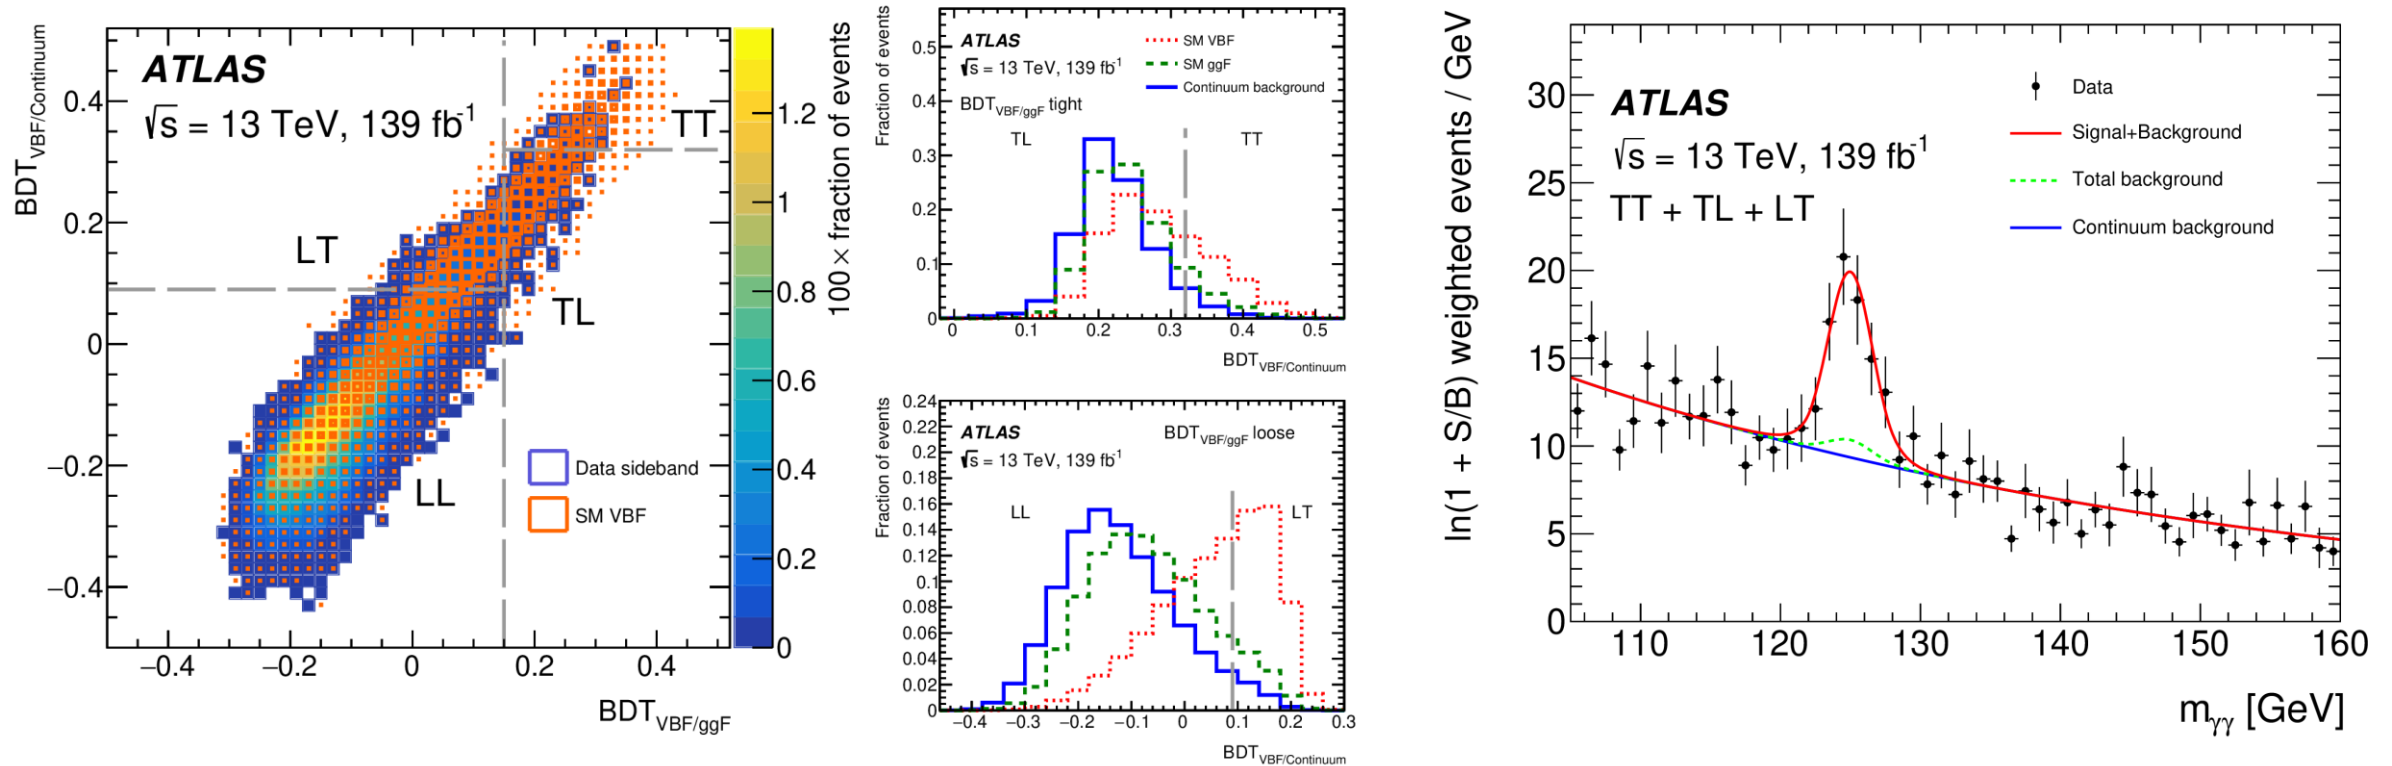 ATLAS
√s = 13 TeV, 139 fb⁻¹
LT
TT
TL
LL
Data sideband
SM VBF
BDT_VBF/Continuum
0.4
0.2
0
−0.2
−0.4
−0.4 −0.2 0 0.2 0.4
BDT_VBF/ggF
1.2
1
0.8
0.6
0.4
0.2
0
100 × fraction of events
Fraction of events
ATLAS
√s = 13 TeV, 139 fb⁻¹
BDT_VBF/ggF tight
SM VBF
SM ggF
Continuum background
TL TT
0.5
0.4
0.3
0.2
0.1
0
0 0.1 0.2 0.3 0.4 0.5
BDT_VBF/Continuum
Fraction of events
ATLAS
√s = 13 TeV, 139 fb⁻¹
BDT_VBF/ggF loose
LL LT
0.24
0.22
0.2
0.18
0.16
0.14
0.12
0.1
0.08
0.06
0.04
0.02
0
−0.4 −0.3 −0.2 −0.1 0 0.1 0.2 0.3
BDT_VBF/Continuum
ln(1 + S/B) weighted events / GeV
ATLAS
√s = 13 TeV, 139 fb⁻¹
TT + TL + LT
Data
Signal+Background
Total background
Continuum background
30
25
20
15
10
5
0
110 120 130 140 150 160
m_γγ [GeV]